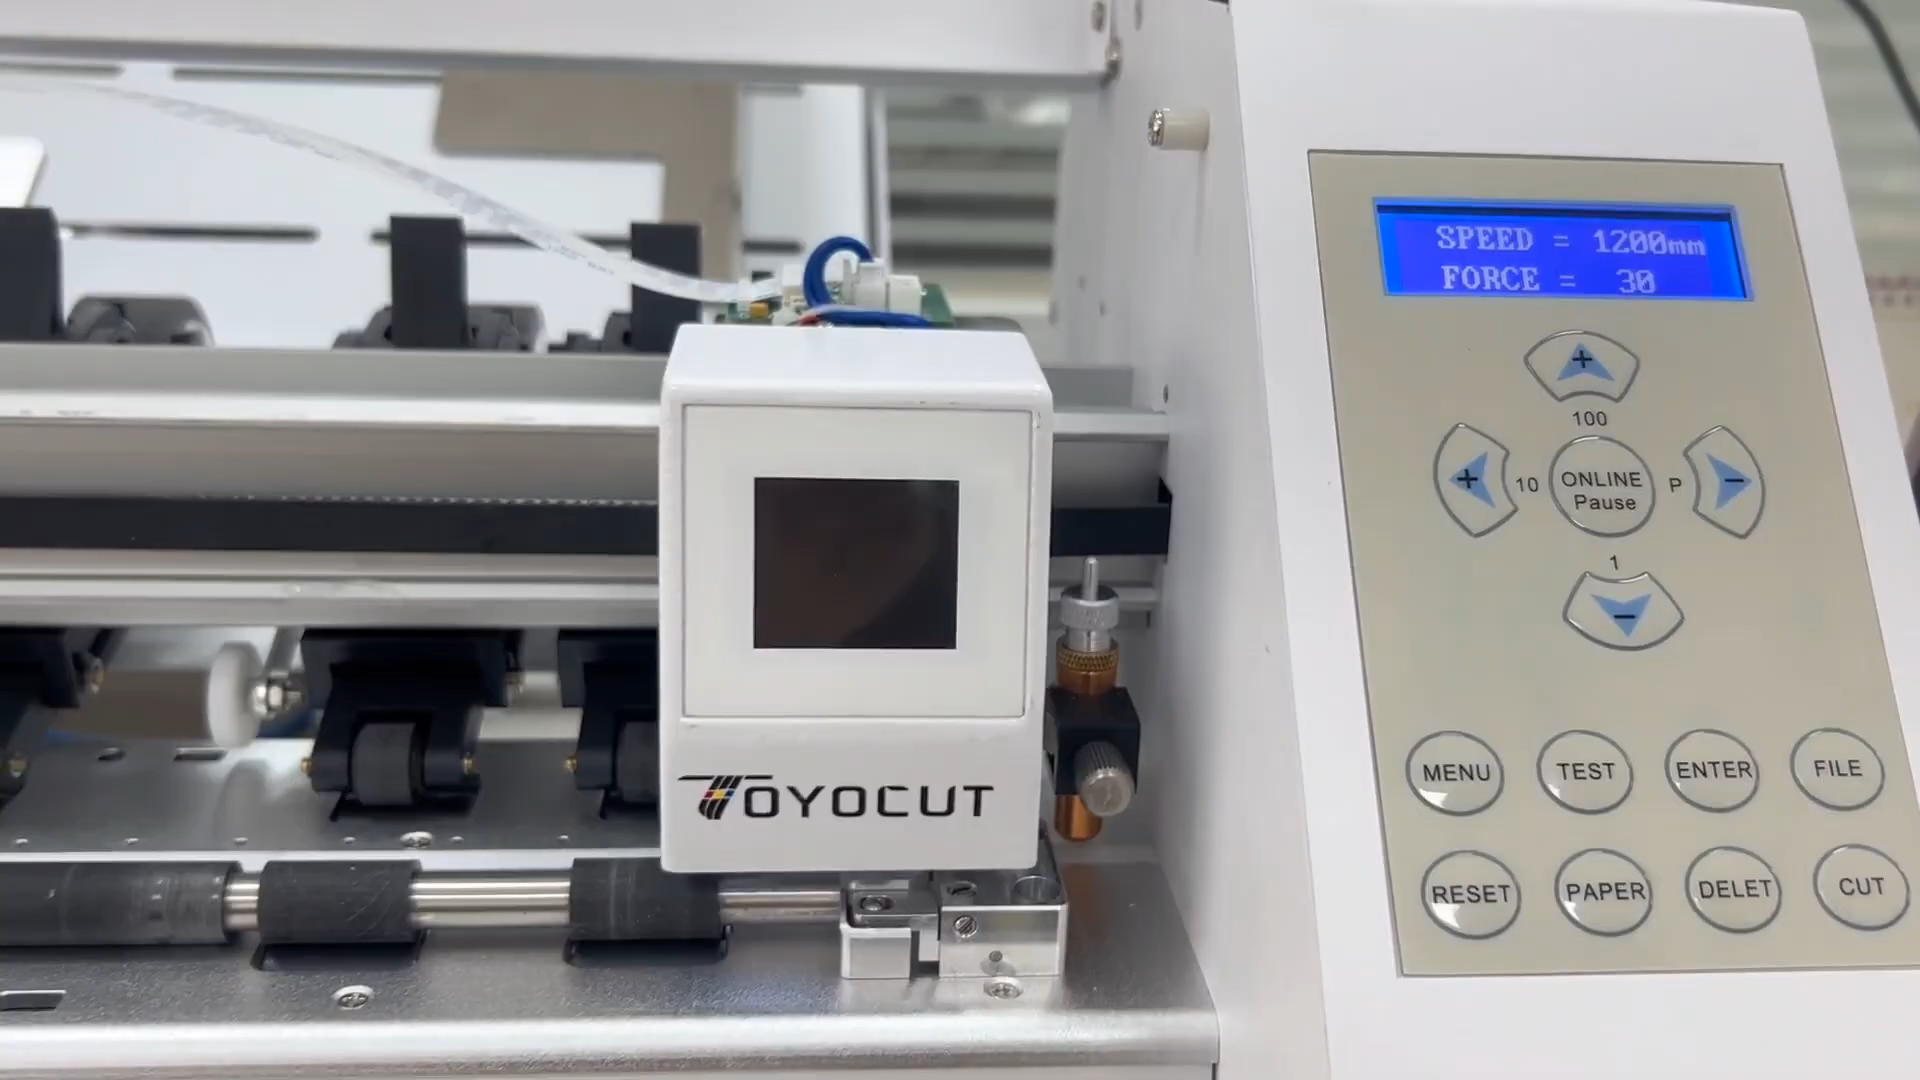 SPEED = 1200mm
FORCE = 30
+
100
+ 10 ONLINE P -
Pause
1
-
TOYOCUT
MENU TEST ENTER FILE
RESET PAPER DELET CUT